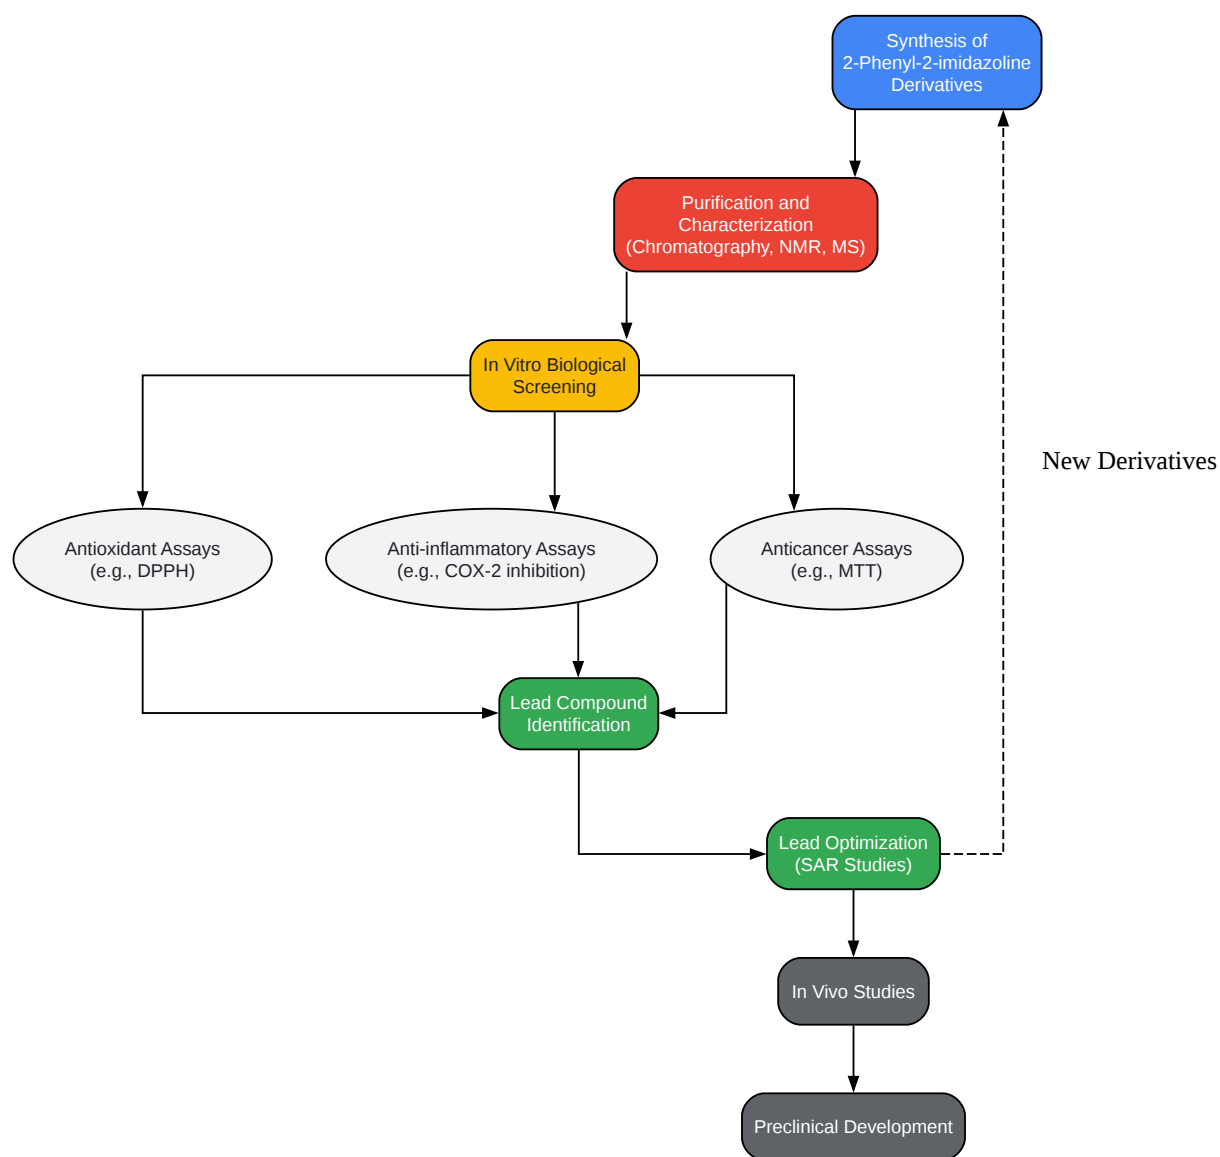 Synthesis of
2-Phenyl-2-imidazoline
Derivatives
Purification and
Characterization
(Chromatography, NMR, MS)
In Vitro Biological
Screening
New Derivatives
Antioxidant Assays
(e.g., DPPH)
Anti-inflammatory Assays
(e.g., COX-2 inhibition)
Anticancer Assays
(e.g., MTT)
Lead Compound
Identification
Lead Optimization
(SAR Studies)
In Vivo Studies
Preclinical Development